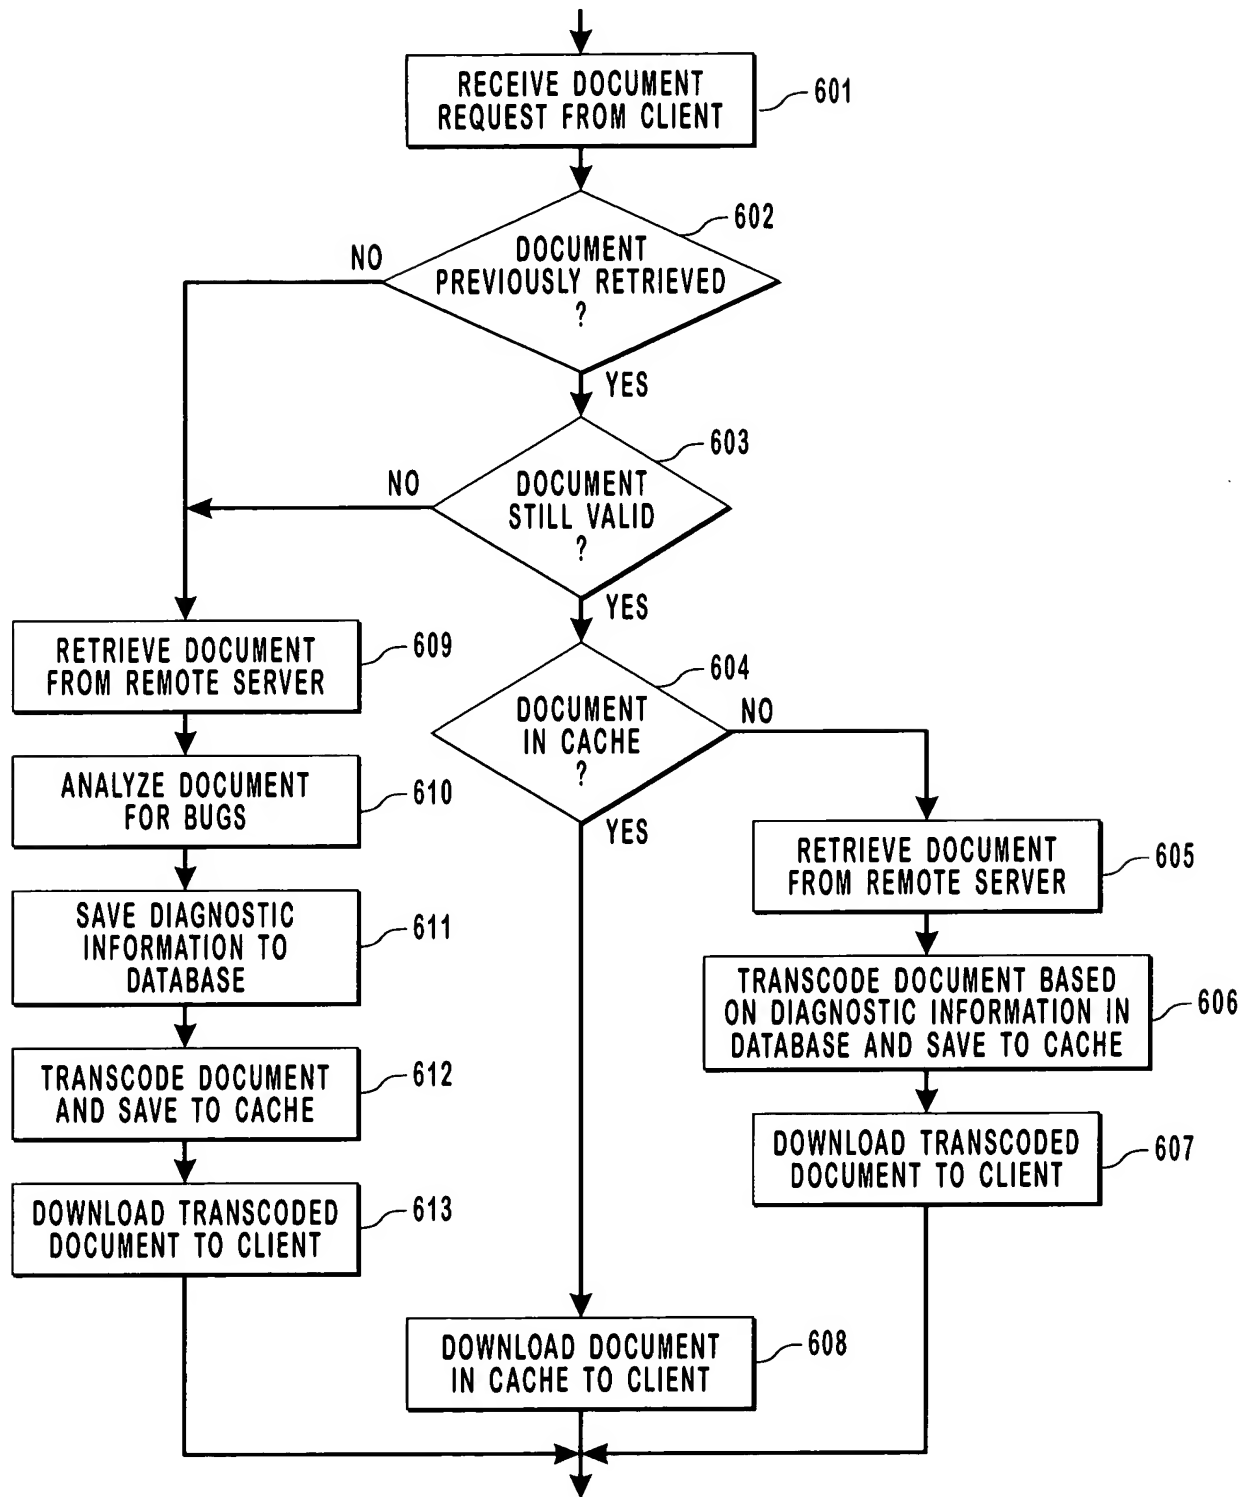 RECEIVE DOCUMENT
REQUEST FROM CLIENT
601
602
DOCUMENT
PREVIOUSLY RETRIEVED
?
NO
YES
603
DOCUMENT
STILL VALID
?
NO
YES
604
DOCUMENT
IN CACHE
?
NO
YES
RETRIEVE DOCUMENT
FROM REMOTE SERVER
609
ANALYZE DOCUMENT
FOR BUGS
610
SAVE DIAGNOSTIC
INFORMATION TO
DATABASE
611
TRANSCODE DOCUMENT
AND SAVE TO CACHE
612
DOWNLOAD TRANSCODED
DOCUMENT TO CLIENT
613
RETRIEVE DOCUMENT
FROM REMOTE SERVER
605
TRANSCODE DOCUMENT BASED
ON DIAGNOSTIC INFORMATION IN
DATABASE AND SAVE TO CACHE
606
DOWNLOAD TRANSCODED
DOCUMENT TO CLIENT
607
DOWNLOAD DOCUMENT
IN CACHE TO CLIENT
608